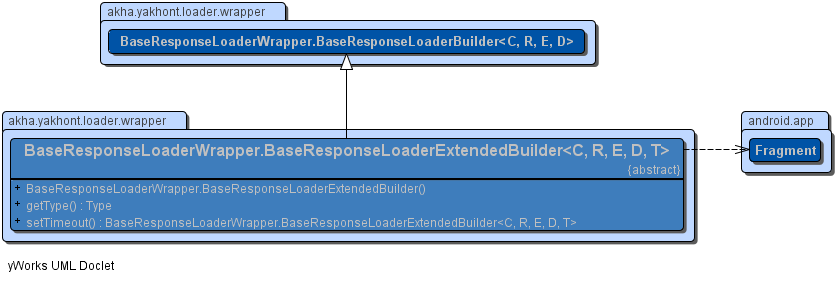 akha.yakhont.loader.wrapper
BaseResponseLoaderWrapper.BaseResponseLoaderBuilder<C, R, E, D>
akha.yakhont.loader.wrapper
android.app
BaseResponseLoaderWrapper.BaseResponseLoaderExtendedBuilder<C, R, E, D, T>
Fragment
{abstract}
+ BaseResponseLoaderWrapper.BaseResponseLoaderExtendedBuilder()
+ getType() : Type
+ setTimeout() : BaseResponseLoaderWrapper.BaseResponseLoaderExtendedBuilder<C, R, E, D, T>
yWorks UML Doclet